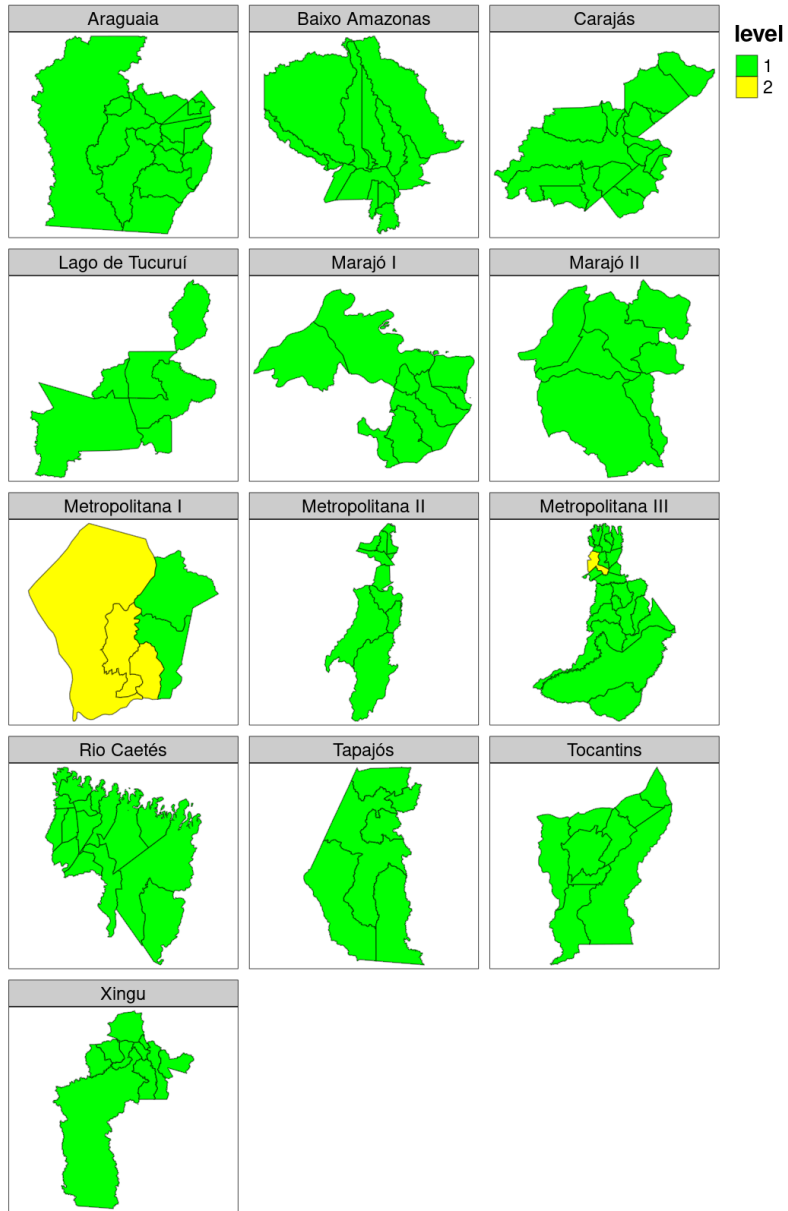 Araguaia
Baixo Amazonas
Carajás
level
1
2
Lago de Tucuruí
Marajó I
Marajó II
Metropolitana I
Metropolitana II
Metropolitana III
Rio Caetés
Tapajós
Tocantins
Xingu